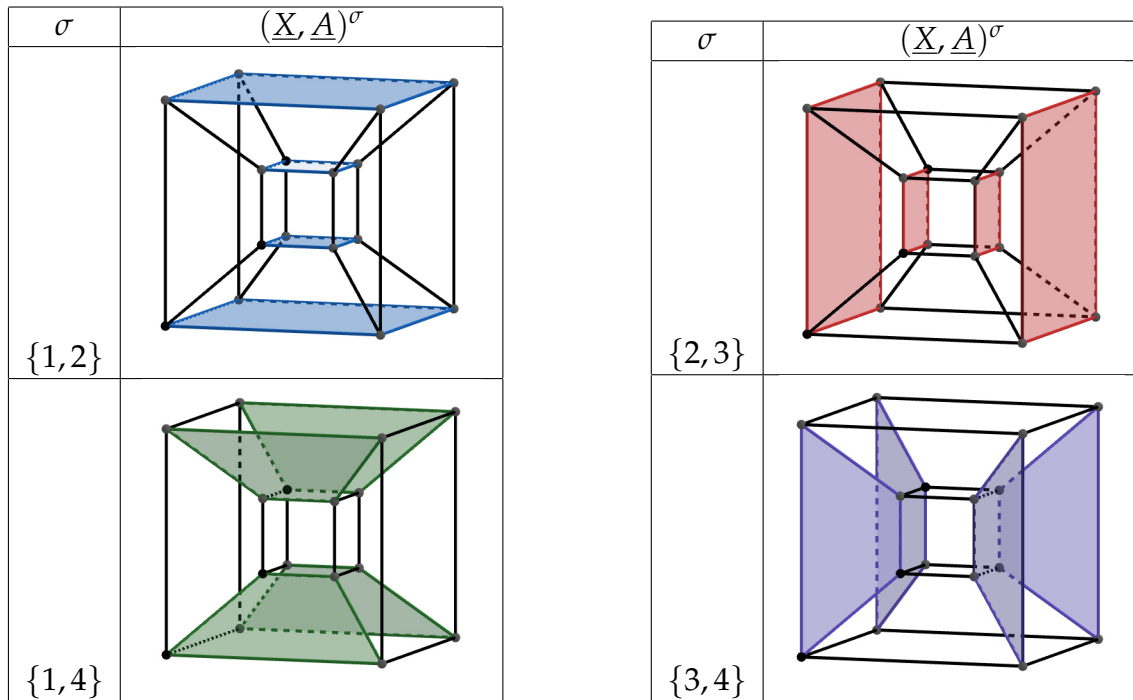 σ (X, A)^σ
{1, 2}
{1, 4}
σ (X, A)^σ
{2, 3}
{3, 4}